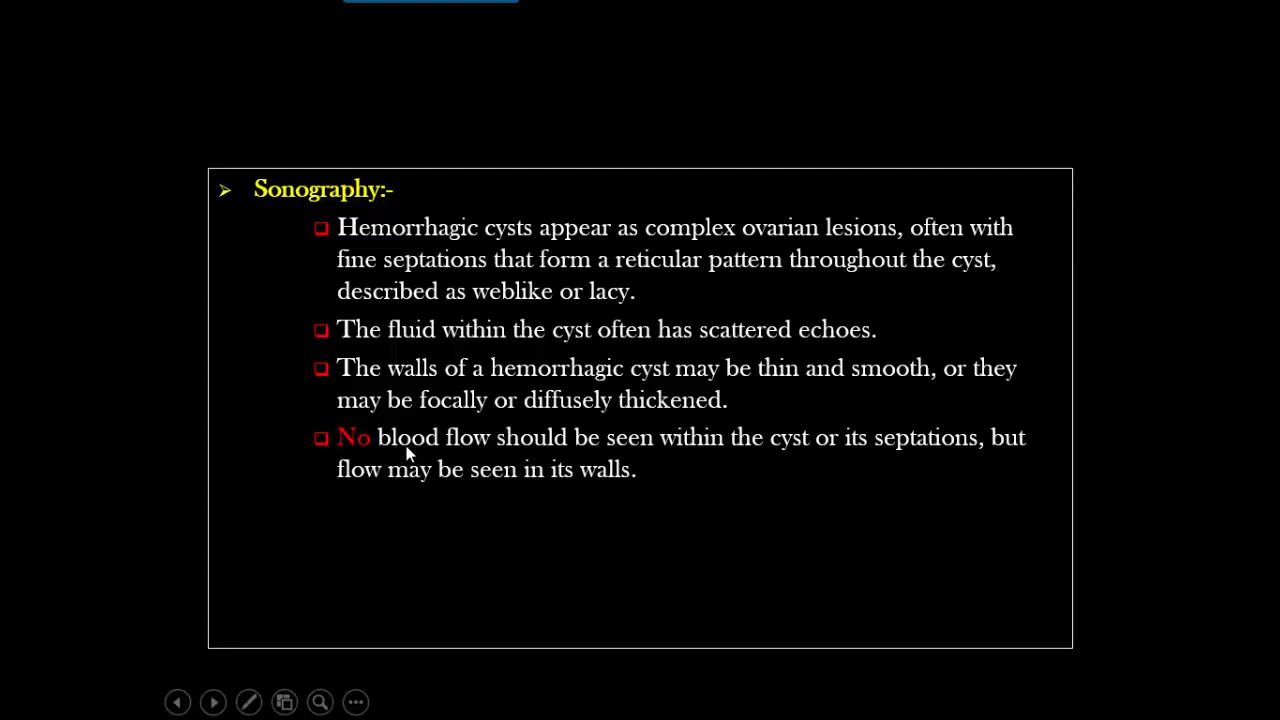 Sonography:-
Hemorrhagic cysts appear as complex ovarian lesions, often with
fine septations that form a reticular pattern throughout the cyst,
described as weblike or lacy.
The fluid within the cyst often has scattered echoes.
The walls of a hemorrhagic cyst may be thin and smooth, or they
may be focally or diffusely thickened.
No blood flow should be seen within the cyst or its septations, but
flow may be seen in its walls.